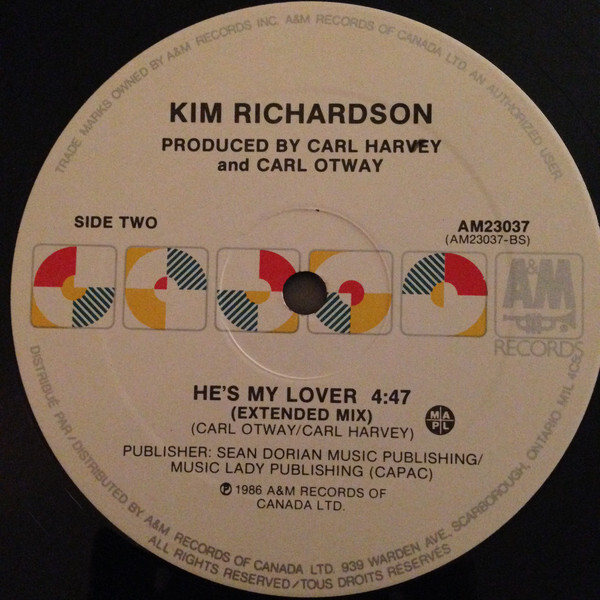 TRADE MARKS OWNED BY A&M RECORDS INC. A&M RECORDS OF CANADA LTD. AN AUTHORIZED USER.
KIM RICHARDSON
PRODUCED BY CARL HARVEY
and CARL OTWAY
SIDE TWO
AM23037
(AM23037-BS)
A&M
RECORDS
HE'S MY LOVER 4:47
(EXTENDED MIX)
(CARL OTWAY/CARL HARVEY)
M A P L
PUBLISHER: SEAN DORIAN MUSIC PUBLISHING/
MUSIC LADY PUBLISHING (CAPAC)
℗ 1986 A&M RECORDS OF
CANADA LTD.
DISTRIBUÉ PAR / DISTRIBUTED BY A&M RECORDS OF CANADA LTD. 939 WARDEN AVE. SCARBOROUGH, ONTARIO M1L 4C5
ALL RIGHTS RESERVED / TOUS DROITS RESERVÉS